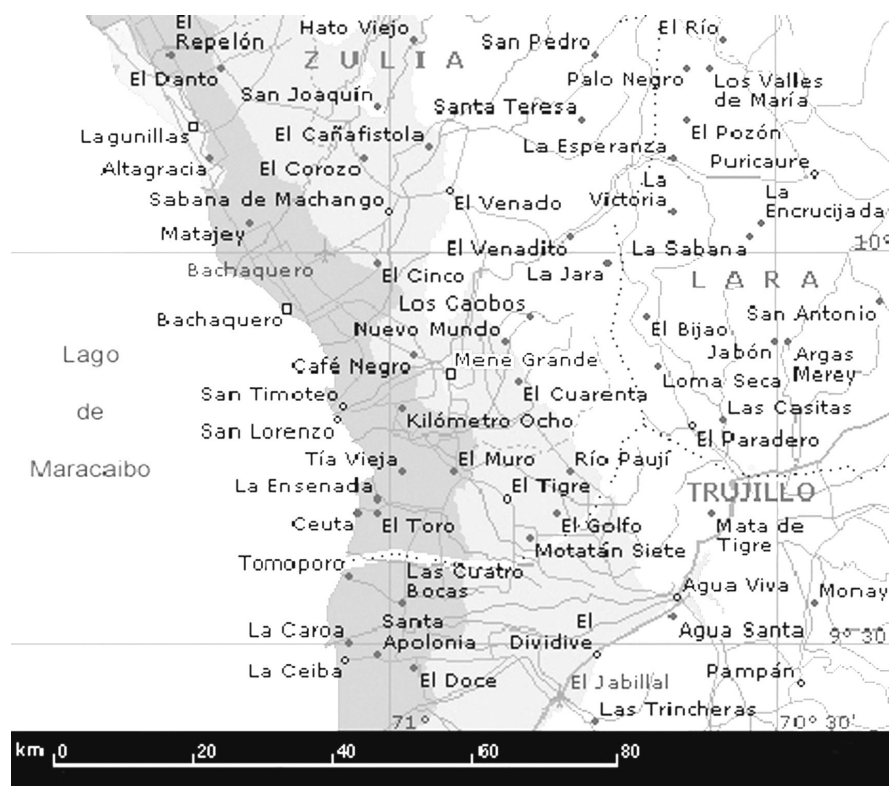 El
Repelón
Hato Viejo
San Pedro
El Río
ZULIA
El Danto
San Joaquín
Palo Negro
Los Valles
de María
Santa Teresa
Lagunillas
El Cañafistola
El Pozón
La Esperanza
Puricaure
Altagracia
El Corozo
La
Victoria
Sabana de Machango
El Venado
La
Encrucijada
Matajey
El Venadito
La Sabana
10°
Bachaquero
El Cinco
La Jara
LARA
Los Caobos
San Antonio
Bachaquero
Nuevo Mundo
El Bijao
Lago
de
Maracaibo
Jabón
Argas
Merey
Café Negro
Mene Grande
Loma Seca
San Timoteo
El Cuarenta
Las Casitas
San Lorenzo
Kilómetro Ocho
El Paradero
Tía Vieja
El Muro
Río Paují
La Ensenada
El Tigre
TRUJILLO
Ceuta
El Toro
El Golfo
Mata de
Tigre
Motatán Siete
Tomoporo
Las Cuatro
Bocas
Agua Viva
Monay
La Caroa
Santa
Apolonia
El
Dividive
Agua Santa
9° 30
La Ceiba
El Doce
El Jabillal
Pampán
Las Trincheras
71°
70° 30'
km 0 20 40 60 80